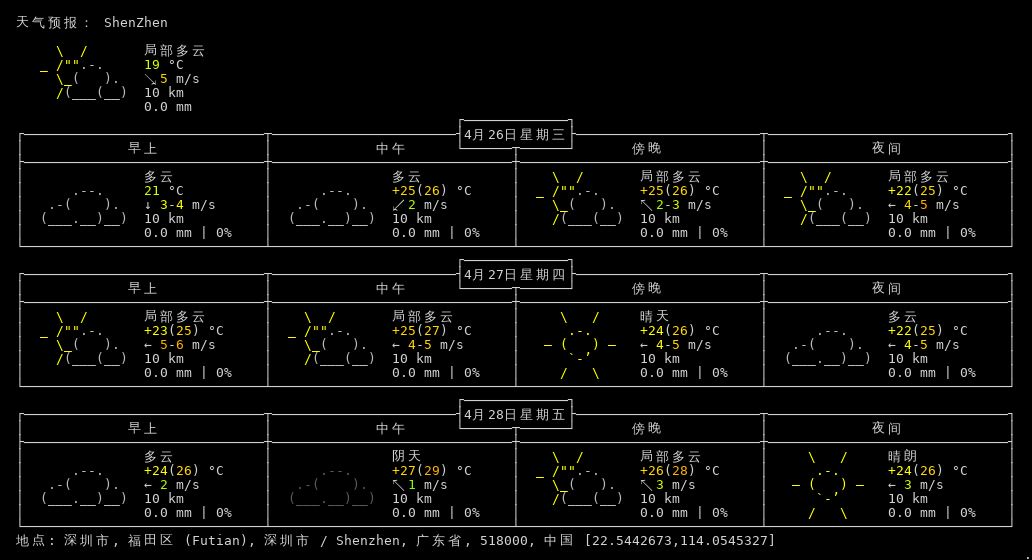 天气预报： ShenZhen
局部多云
19 °C
↘5 m/s
10 km
0.0 mm
4月26日星期三
早上 中午 傍晚 夜间
多云 多云 局部多云 局部多云
21 °C +25(26) °C +25(26) °C +22(25) °C
↓ 3-4 m/s ↙2 m/s ↖2-3 m/s ← 4-5 m/s
10 km 10 km 10 km 10 km
0.0 mm | 0% 0.0 mm | 0% 0.0 mm | 0% 0.0 mm | 0%
4月27日星期四
早上 中午 傍晚 夜间
局部多云 局部多云 晴天 多云
+23(25) °C +25(27) °C +24(26) °C +22(25) °C
← 5-6 m/s ← 4-5 m/s ← 4-5 m/s ← 4-5 m/s
10 km 10 km 10 km 10 km
0.0 mm | 0% 0.0 mm | 0% 0.0 mm | 0% 0.0 mm | 0%
4月28日星期五
早上 中午 傍晚 夜间
多云 阴天 局部多云 晴朗
+24(26) °C +27(29) °C +26(28) °C +24(26) °C
← 2 m/s ↖1 m/s ↖3 m/s ← 3 m/s
10 km 10 km 10 km 10 km
0.0 mm | 0% 0.0 mm | 0% 0.0 mm | 0% 0.0 mm | 0%
地点: 深圳市, 福田区 (Futian), 深圳市 / Shenzhen, 广东省, 518000, 中国 [22.5442673,114.0545327]